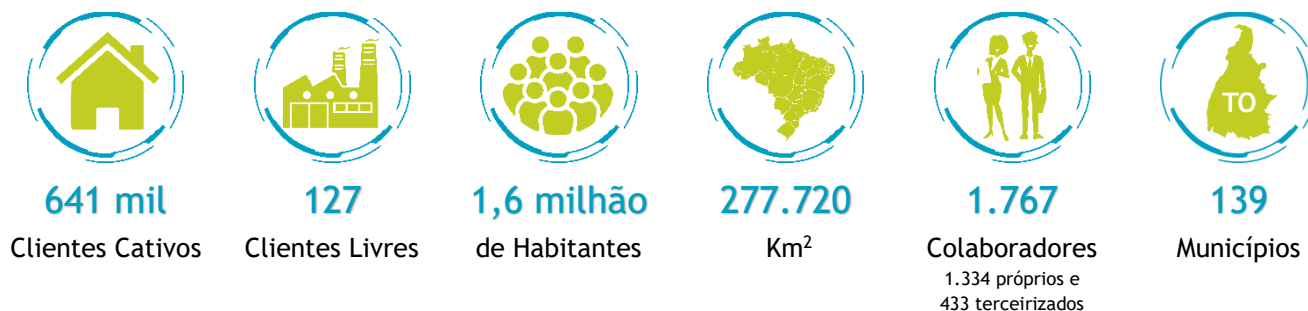 641 mil
Clientes Cativos
127
Clientes Livres
1,6 milhão
de Habitantes
277.720
Km²
1.767
Colaboradores
1.334 próprios e
433 terceirizados
TO
139
Municípios